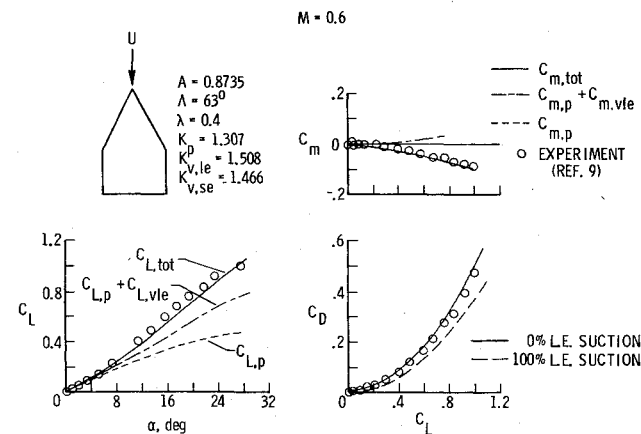 M = 0.6
U
A = 0.8735
Λ = 63⁰
λ = 0.4
K_p = 1.307
K_v,le = 1.508
K_v,se = 1.466
C_m,tot
C_m,p + C_m,vle
C_m,p
EXPERIMENT
(REF. 9)
.2
C_m 0
-.2
1.2
C_L,tot
C_L,p + C_L,vle
C_L
0.8
0.4
C_L,p
0 8 16 24 32
α, deg
.6
.4
C_D
.2
0% L.E. SUCTION
100% L.E. SUCTION
0 .4 .8 1.2
C_L